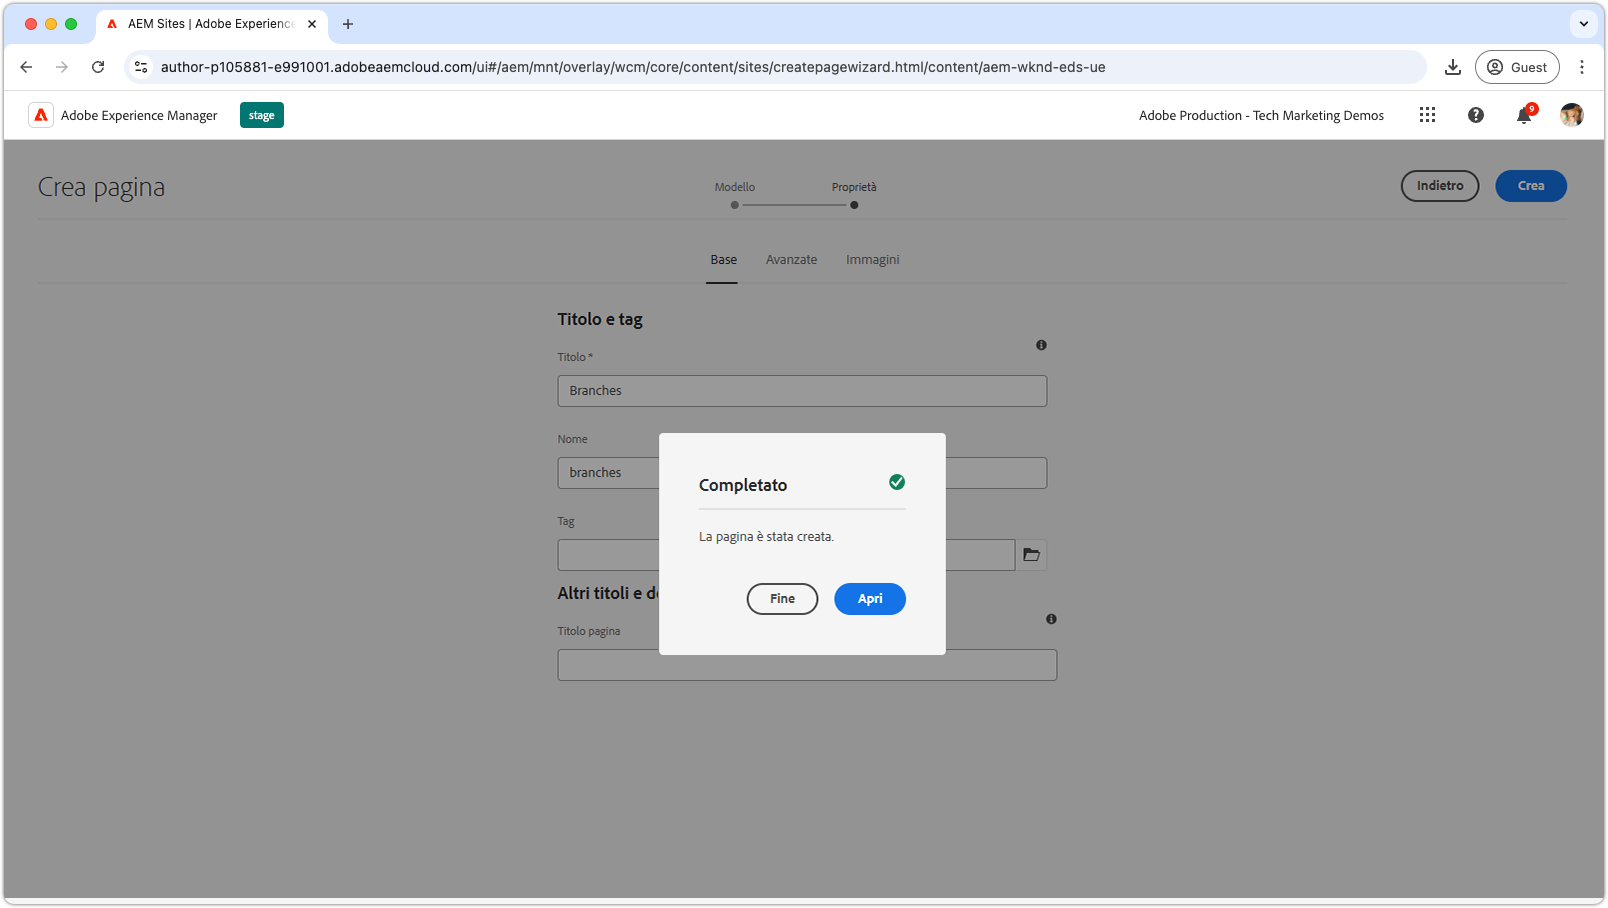 AEM Sites | Adobe Experience
author-p105881-e991001.adobeaemcloud.com/ui#/aem/mnt/overlay/wcm/core/content/sites/createpagewizard.html/content/aem-wknd-eds-ue
Guest
Adobe Experience Manager
stage
Adobe Production - Tech Marketing Demos
9
Crea pagina
Modello
Proprietà
Indietro
Crea
Base
Avanzate
Immagini
Titolo e tag
Titolo *
Branches
Nome
branches
Tag
Completato
La pagina è stata creata.
Fine
Apri
Altri titoli e de
Titolo pagina